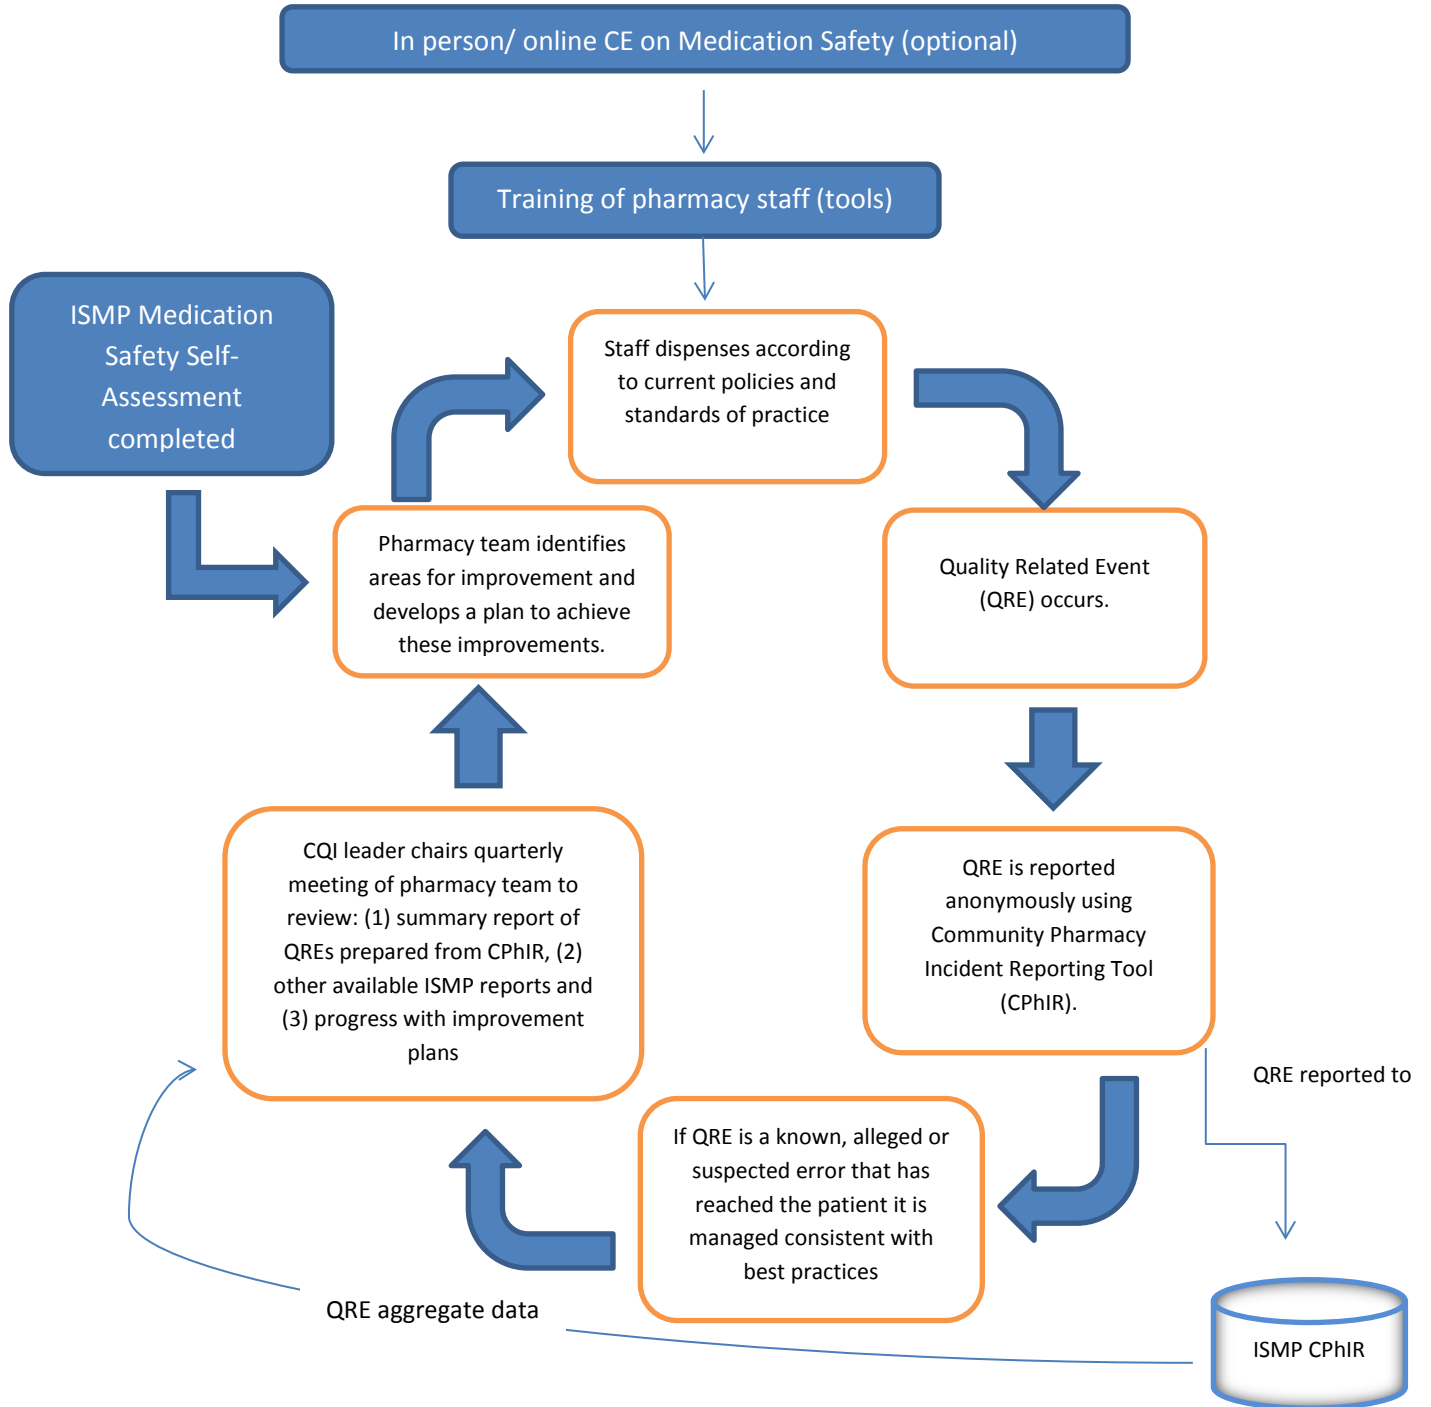 In person/ online CE on Medication Safety (optional)
Training of pharmacy staff (tools)
ISMP Medication
Safety Self-
Assessment
completed
Staff dispenses according
to current policies and
standards of practice
Pharmacy team identifies
areas for improvement and
develops a plan to achieve
these improvements.
Quality Related Event
(QRE) occurs.
CQI leader chairs quarterly
meeting of pharmacy team to
review: (1) summary report of
QREs prepared from CPhIR, (2)
other available ISMP reports and
(3) progress with improvement
plans
QRE is reported
anonymously using
Community Pharmacy
Incident Reporting Tool
(CPhIR).
QRE reported to
If QRE is a known, alleged or
suspected error that has
reached the patient it is
managed consistent with
best practices
QRE aggregate data
ISMP CPhIR